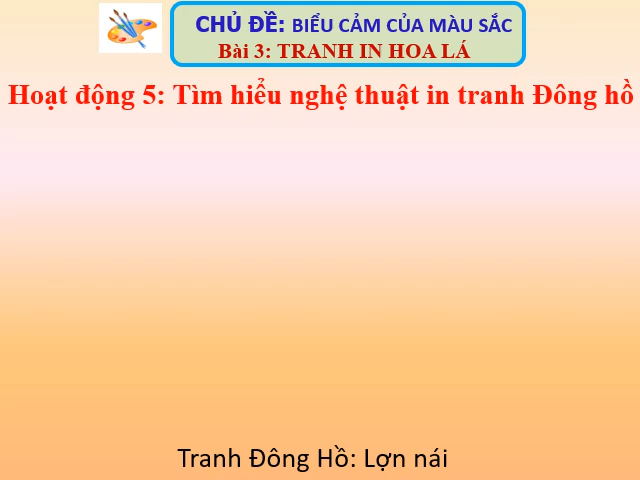 CHỦ ĐỀ: BIỂU CẢM CỦA MÀU SẮC
Bài 3: TRANH IN HOA LÁ
Hoạt động 5: Tìm hiểu nghệ thuật in tranh Đông hồ
Tranh Đông Hồ: Lợn nái